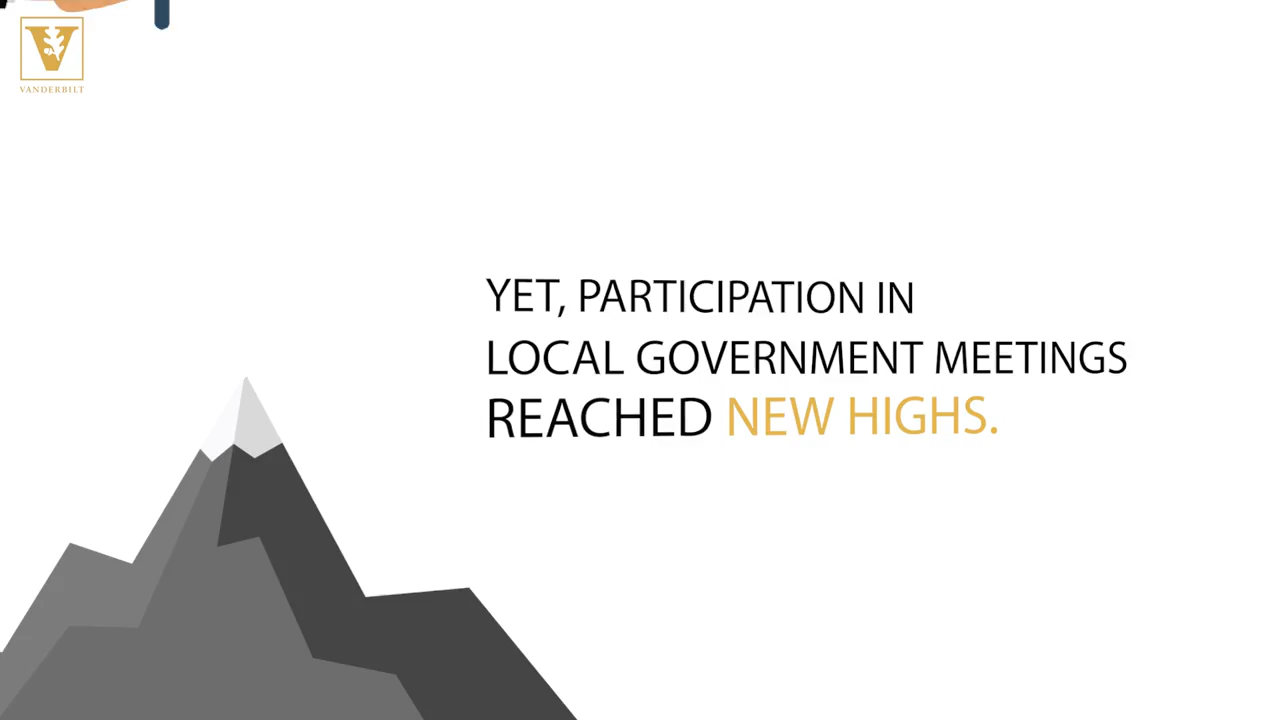 VANDERBILT
YET, PARTICIPATION IN
LOCAL GOVERNMENT MEETINGS
REACHED NEW HIGHS.